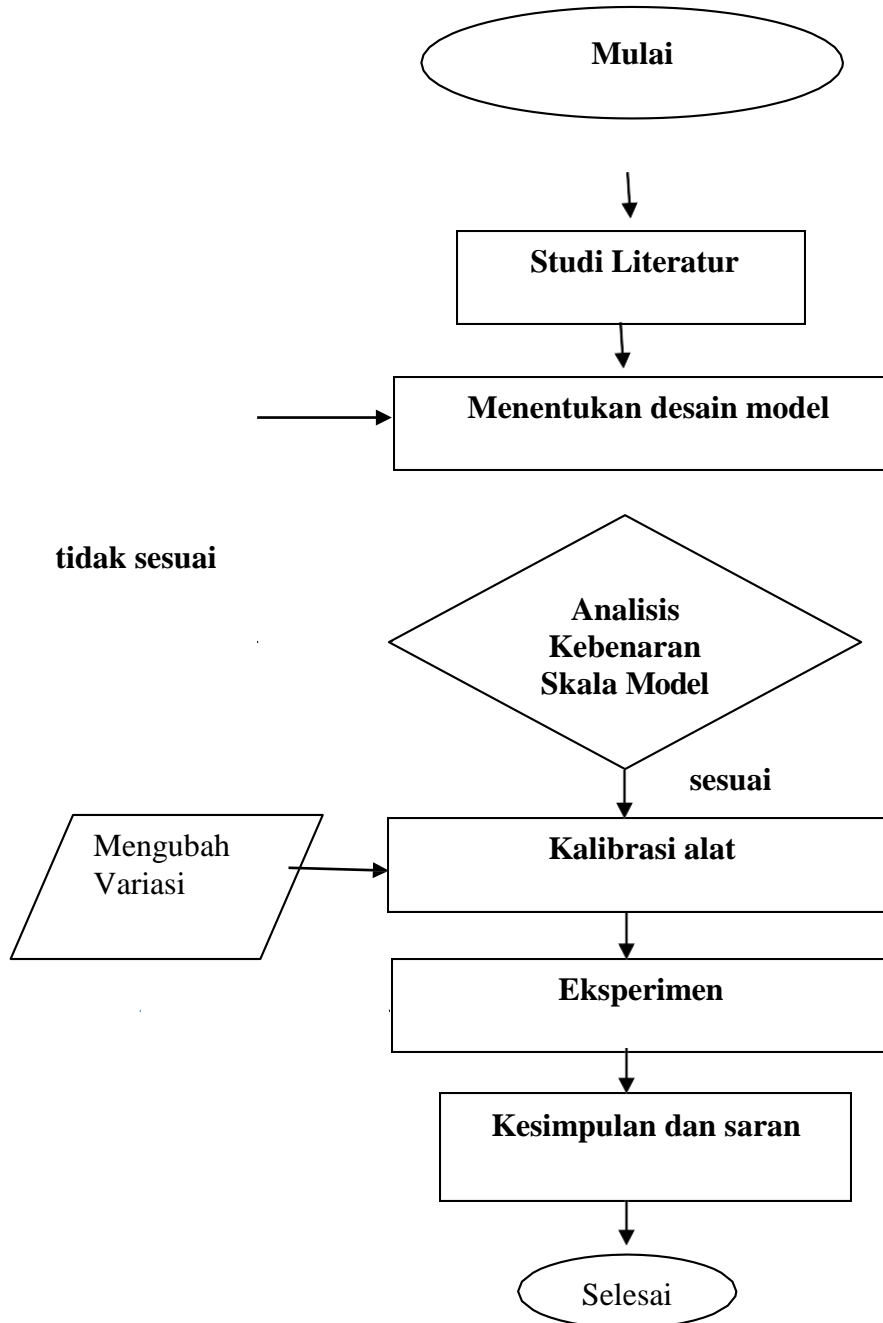 Mulai
Studi Literatur
Menentukan desain model
tidak sesuai
Analisis
Kebenaran
Skala Model
sesuai
Mengubah
Variasi
Kalibrasi alat
Eksperimen
Kesimpulan dan saran
Selesai